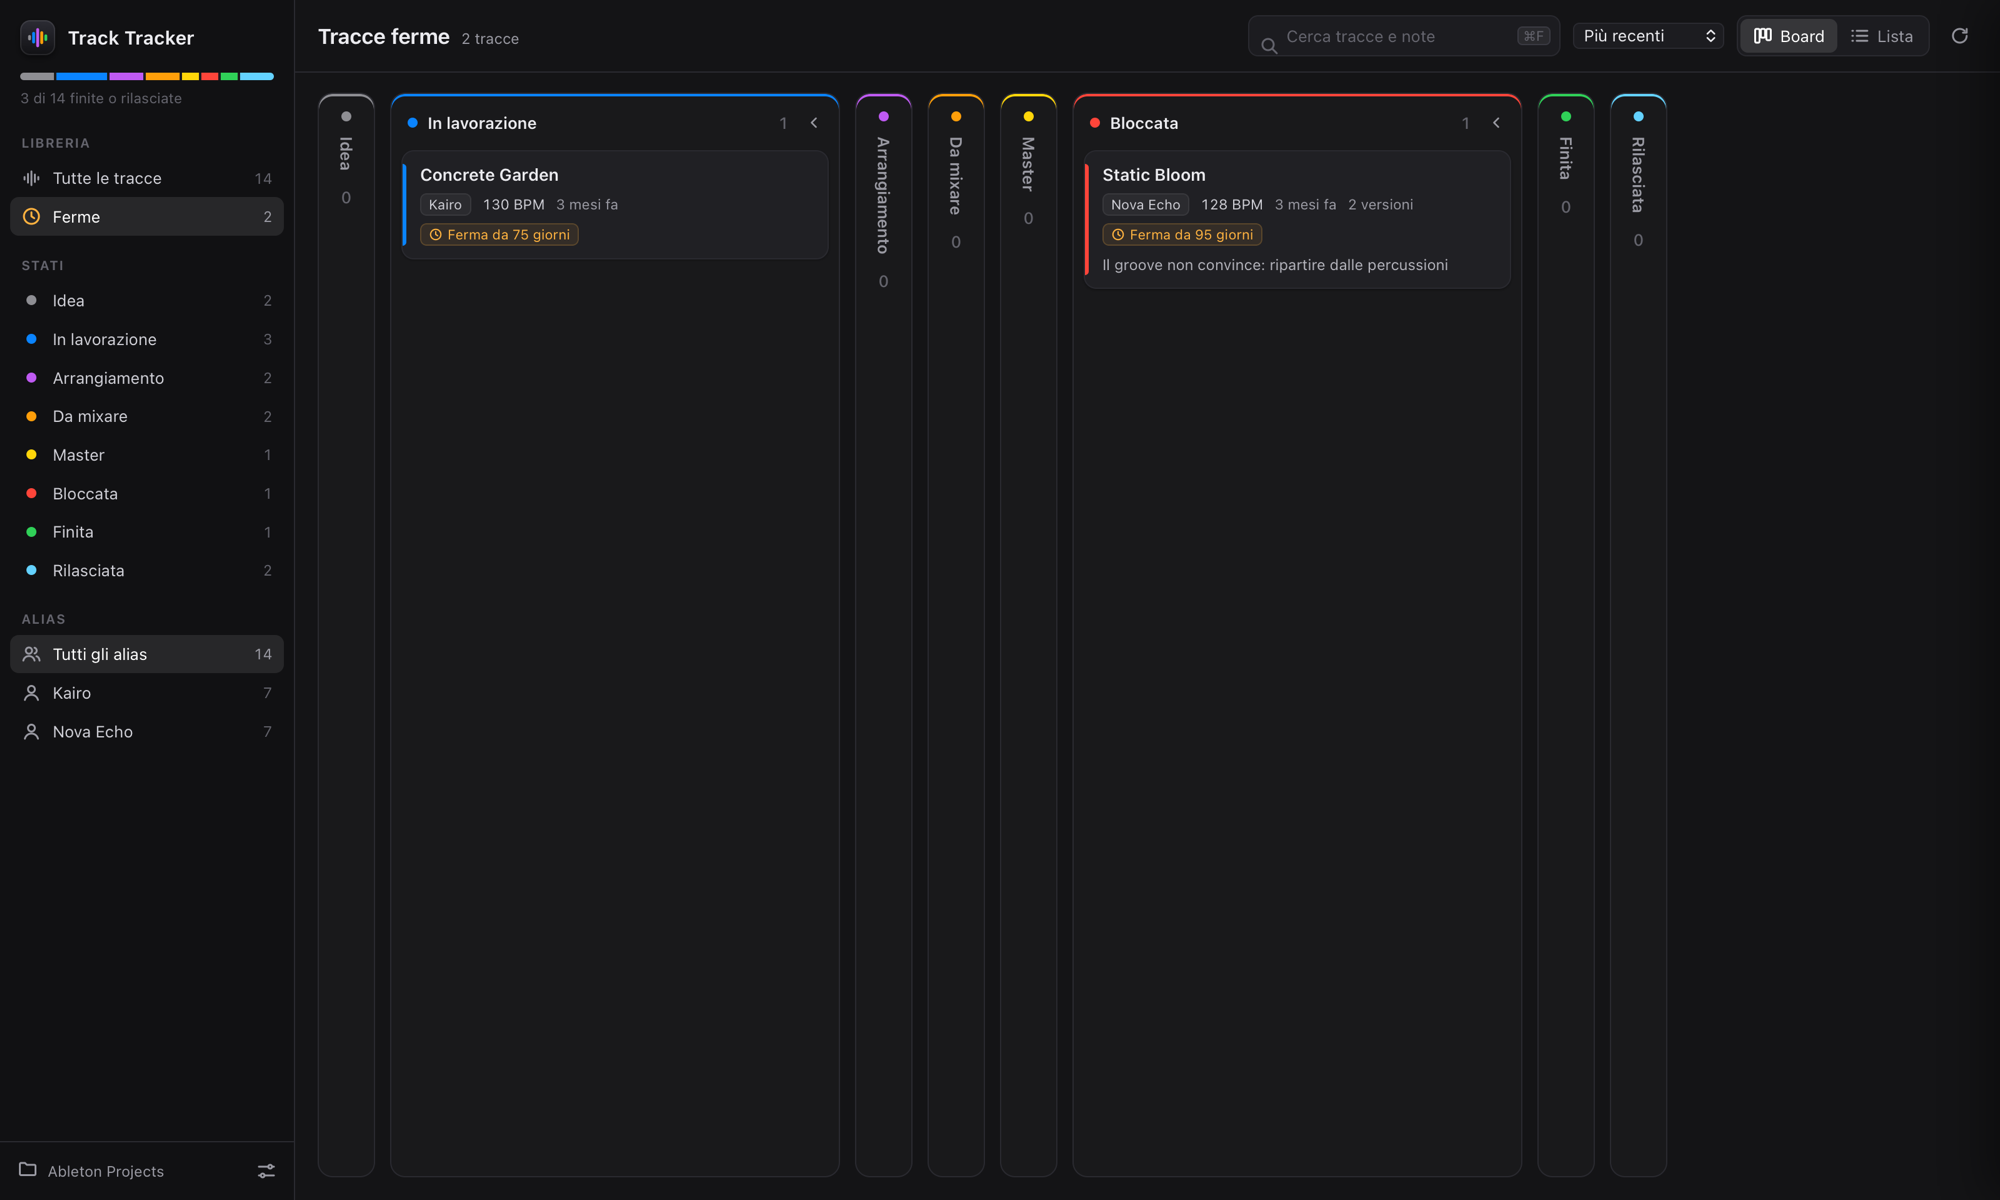 Track Tracker
3 di 14 finite o rilasciate
LIBRERIA
Tutte le tracce 14
Ferme 2
STATI
Idea 2
In lavorazione 3
Arrangiamento 2
Da mixare 2
Master 1
Bloccata 1
Finita 1
Rilasciata 2
ALIAS
Tutti gli alias 14
Kairo 7
Nova Echo 7
Ableton Projects
Tracce ferme 2 tracce
Cerca tracce e note ⌘F
Più recenti
Board
Lista
Idea 0
In lavorazione 1
Concrete Garden
Kairo 130 BPM 3 mesi fa
Ferma da 75 giorni
Arrangiamento 0
Da mixare 0
Master 0
Bloccata 1
Static Bloom
Nova Echo 128 BPM 3 mesi fa 2 versioni
Ferma da 95 giorni
Il groove non convince: ripartire dalle percussioni
Finita 0
Rilasciata 0